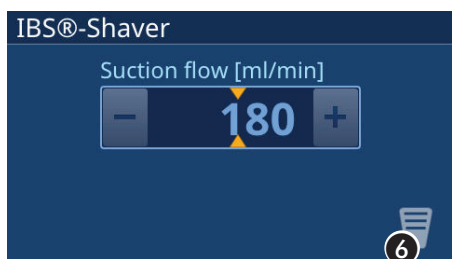 IBS®-Shaver
Suction flow [ml/min]
− 180 +
6